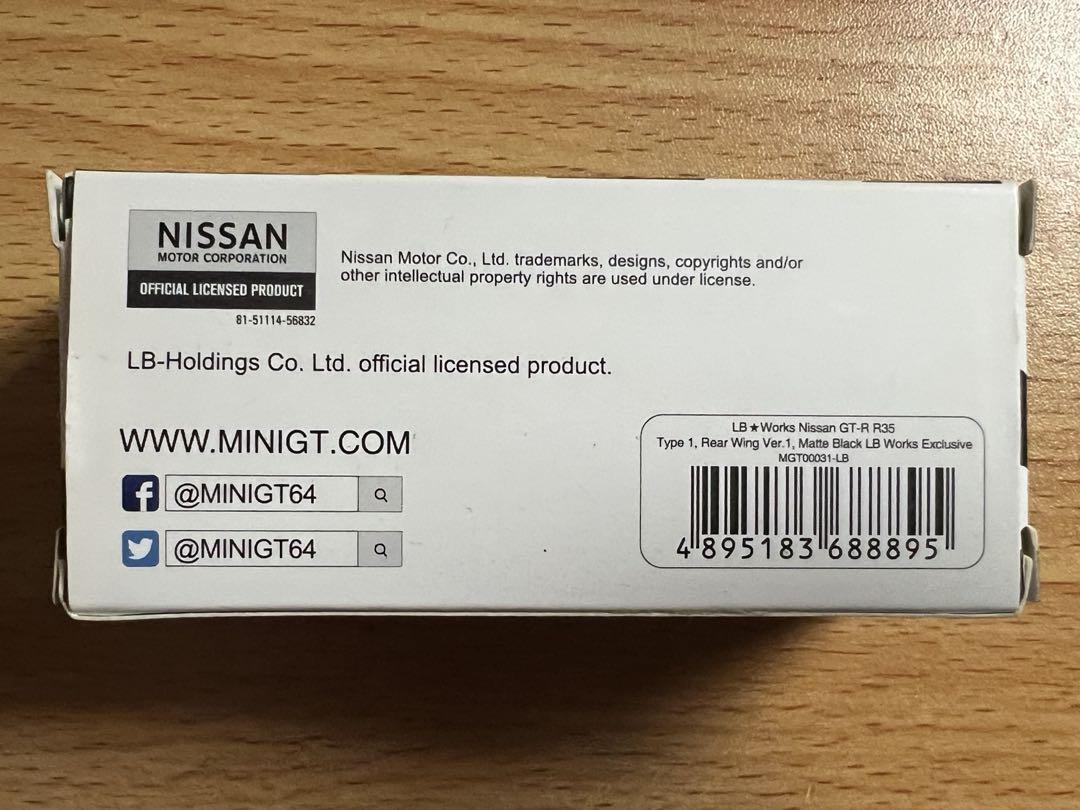 NISSAN
MOTOR CORPORATION
OFFICIAL LICENSED PRODUCT
81-51114-56832
Nissan Motor Co., Ltd. trademarks, designs, copyrights and/or
other intellectual property rights are used under license.
LB-Holdings Co. Ltd. official licensed product.
WWW.MINIGT.COM
@MINIGT64
@MINIGT64
LB★Works Nissan GT-R R35
Type 1, Rear Wing Ver.1, Matte Black LB Works Exclusive
MGT00031-LB
4 895183 688895